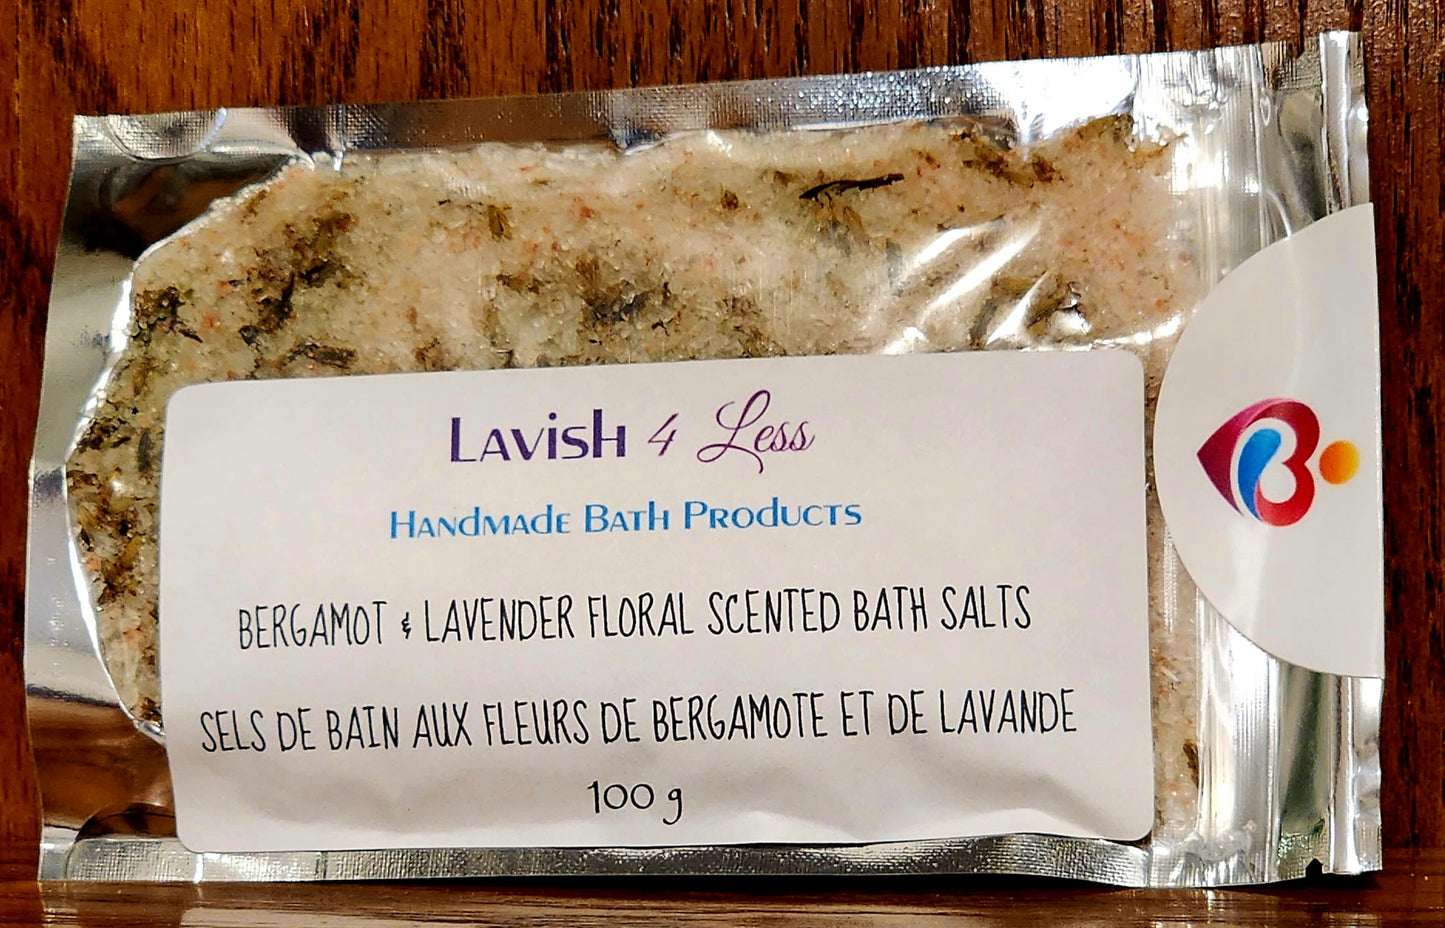 Lavish 4 Less
Handmade Bath Products
BERGAMOT & LAVENDER FLORAL SCENTED BATH SALTS
SELS DE BAIN AUX FLEURS DE BERGAMOTE ET DE LAVANDE
100 g